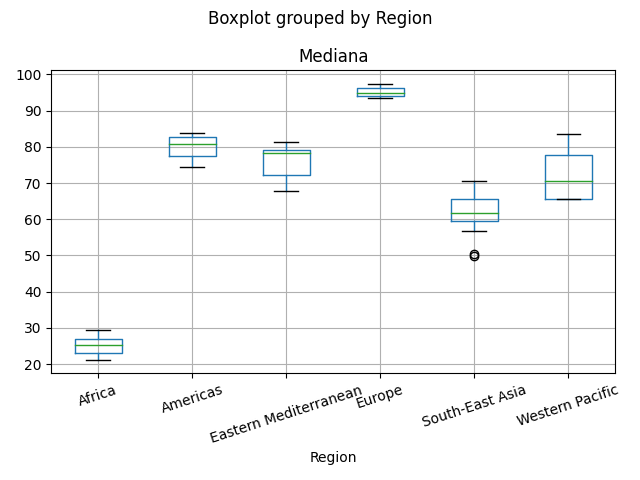 Boxplot grouped by Region
Mediana
100
90
80
70
60
50
40
30
20
Africa
Americas
Eastern Mediterranean
Europe
South-East Asia
Western Pacific
Region